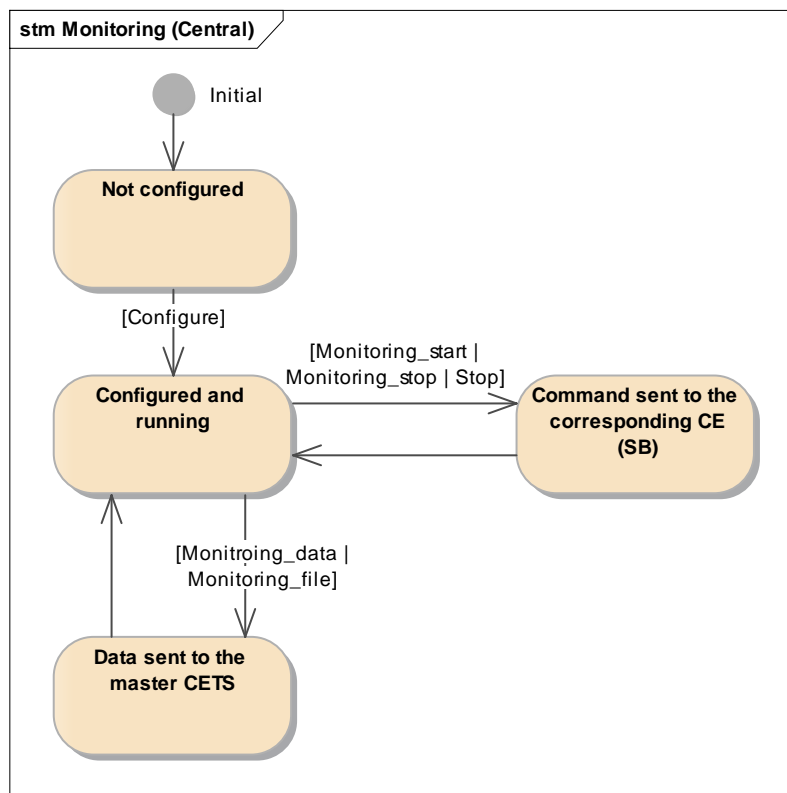 stm Monitoring (Central)
Initial
Not configured
[Configure]
[Monitoring_start |
Monitoring_stop | Stop]
Configured and
running
Command sent to the
corresponding CE
(SB)
[Monitroing_data |
Monitoring_file]
Data sent to the
master CETS